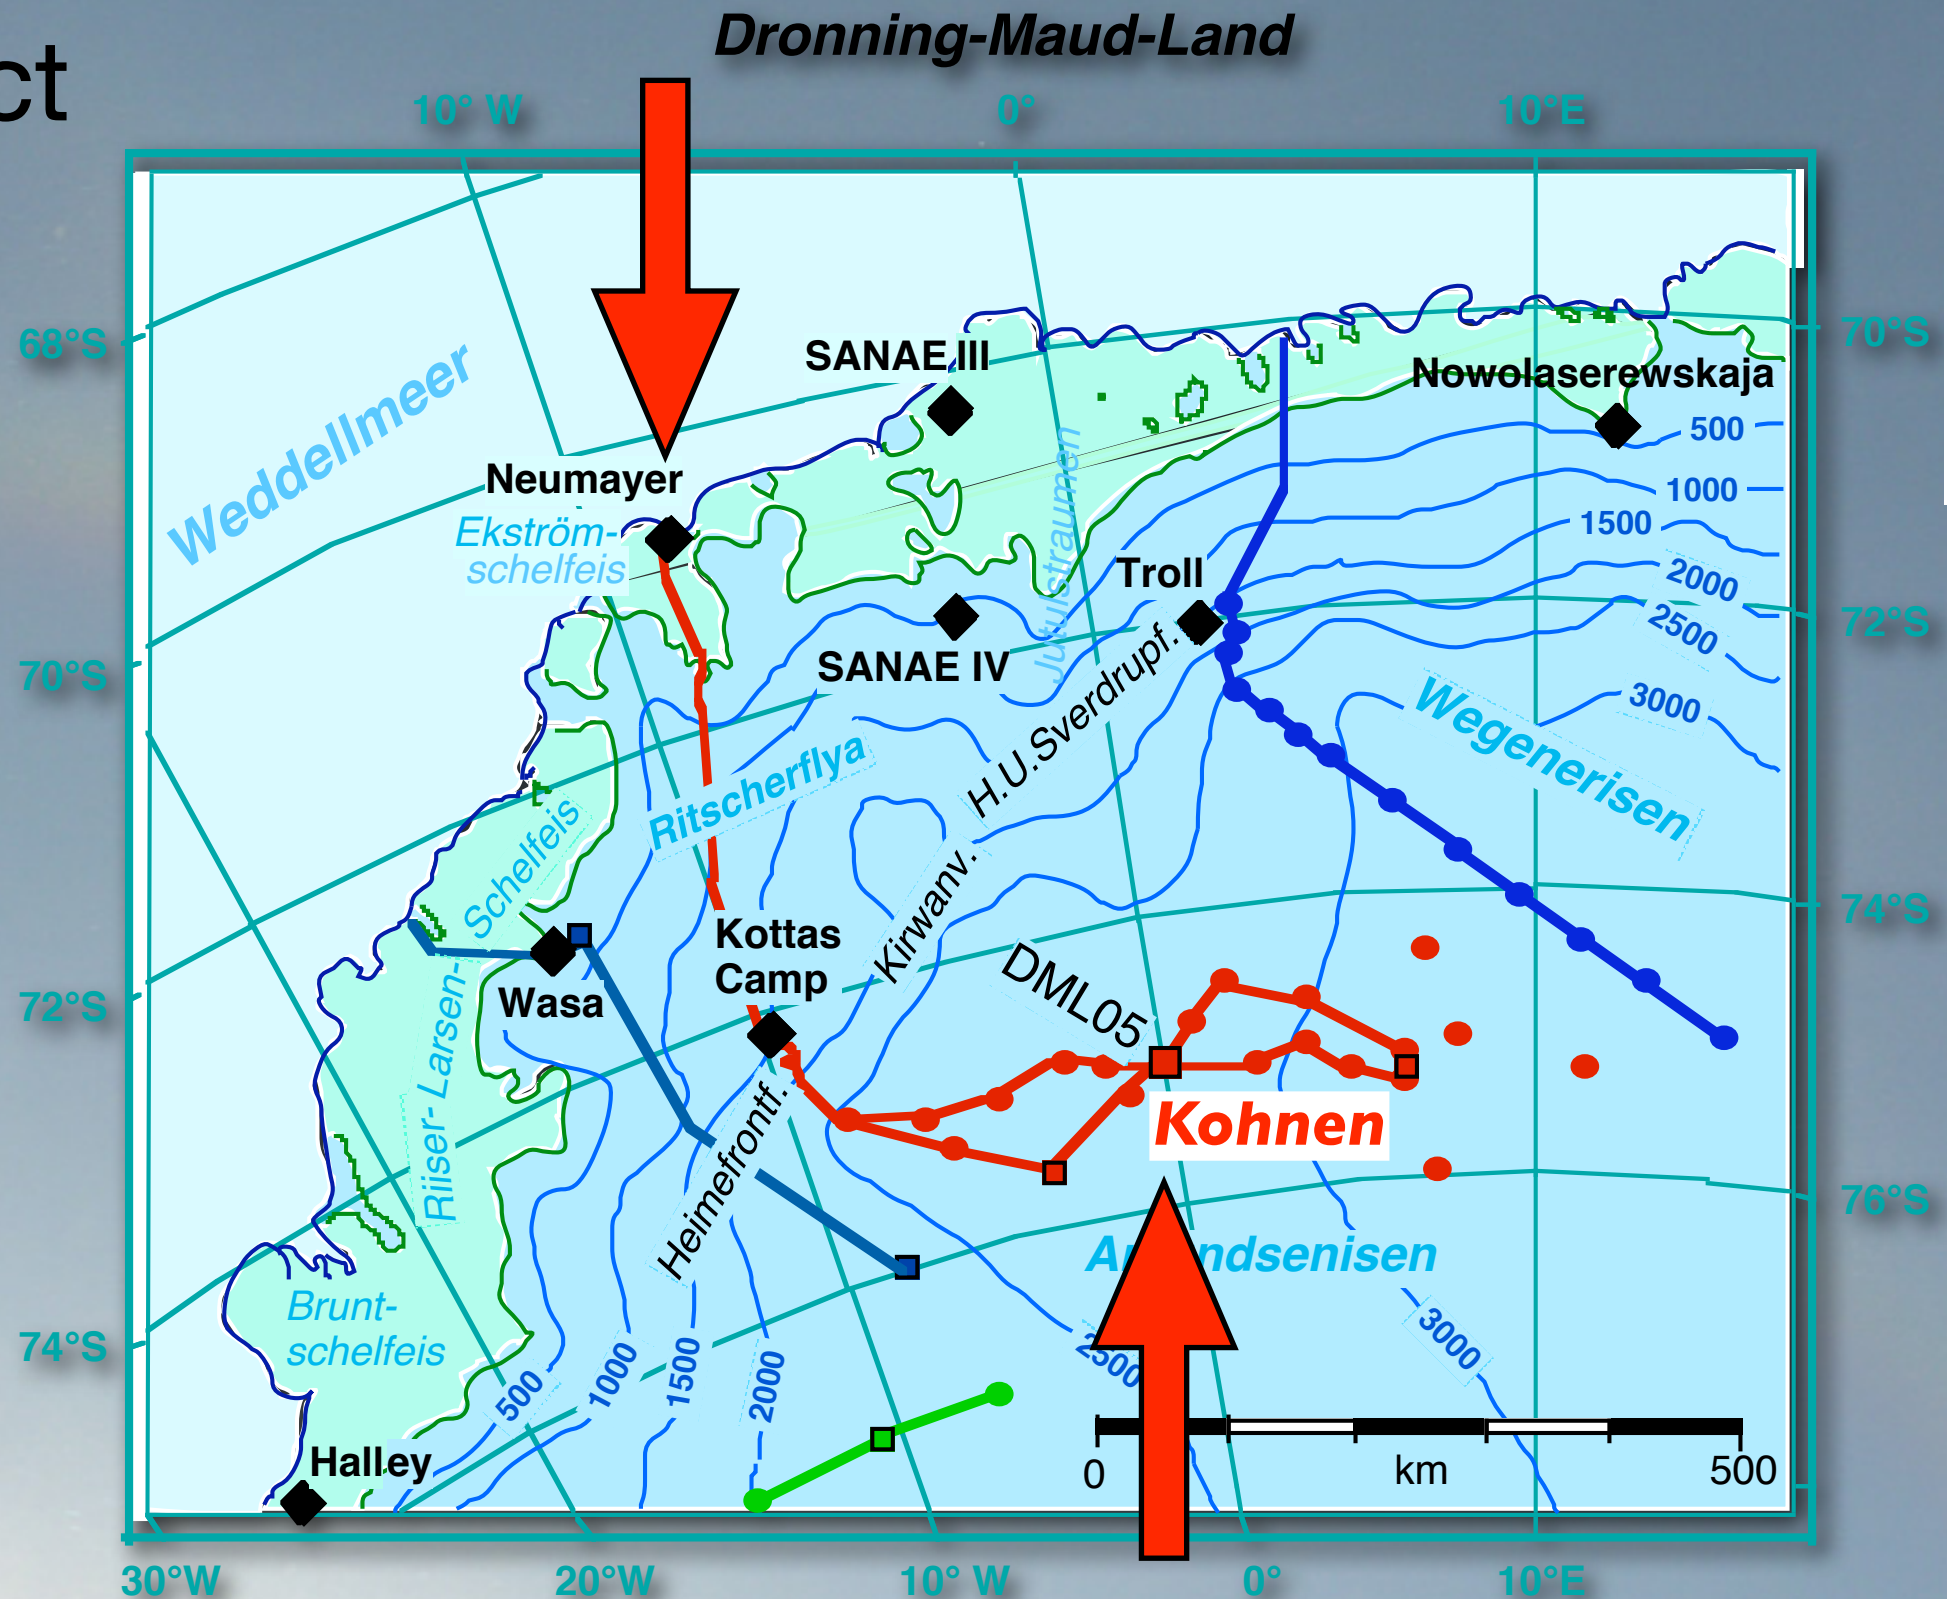 Dronning-Maud-Land
ct
10° W
0°
10°E
68°S
70°S
SANAE III
Nowolaserewskaja
500
Weddellmeer
Neumayer
1000
Ekström-
schelfeis
1500
Jutulstraumen
Troll
2000
72°S
70°S
SANAE IV
2500
H.U.Sverdrupf.
3000
Wegenerisen
Ritscherflya
Schelfeis
Kottas
Camp
Kirwanv.
74°S
DML05
72°S
Wasa
Riiser- Larsen-
Kohnen
Heimefrontf.
76°S
Brunt-
schelfeis
74°S
3000
2500
500
1000
1500
2000
Halley
0
km
500
30°W
20°W
10° W
0°
10°E